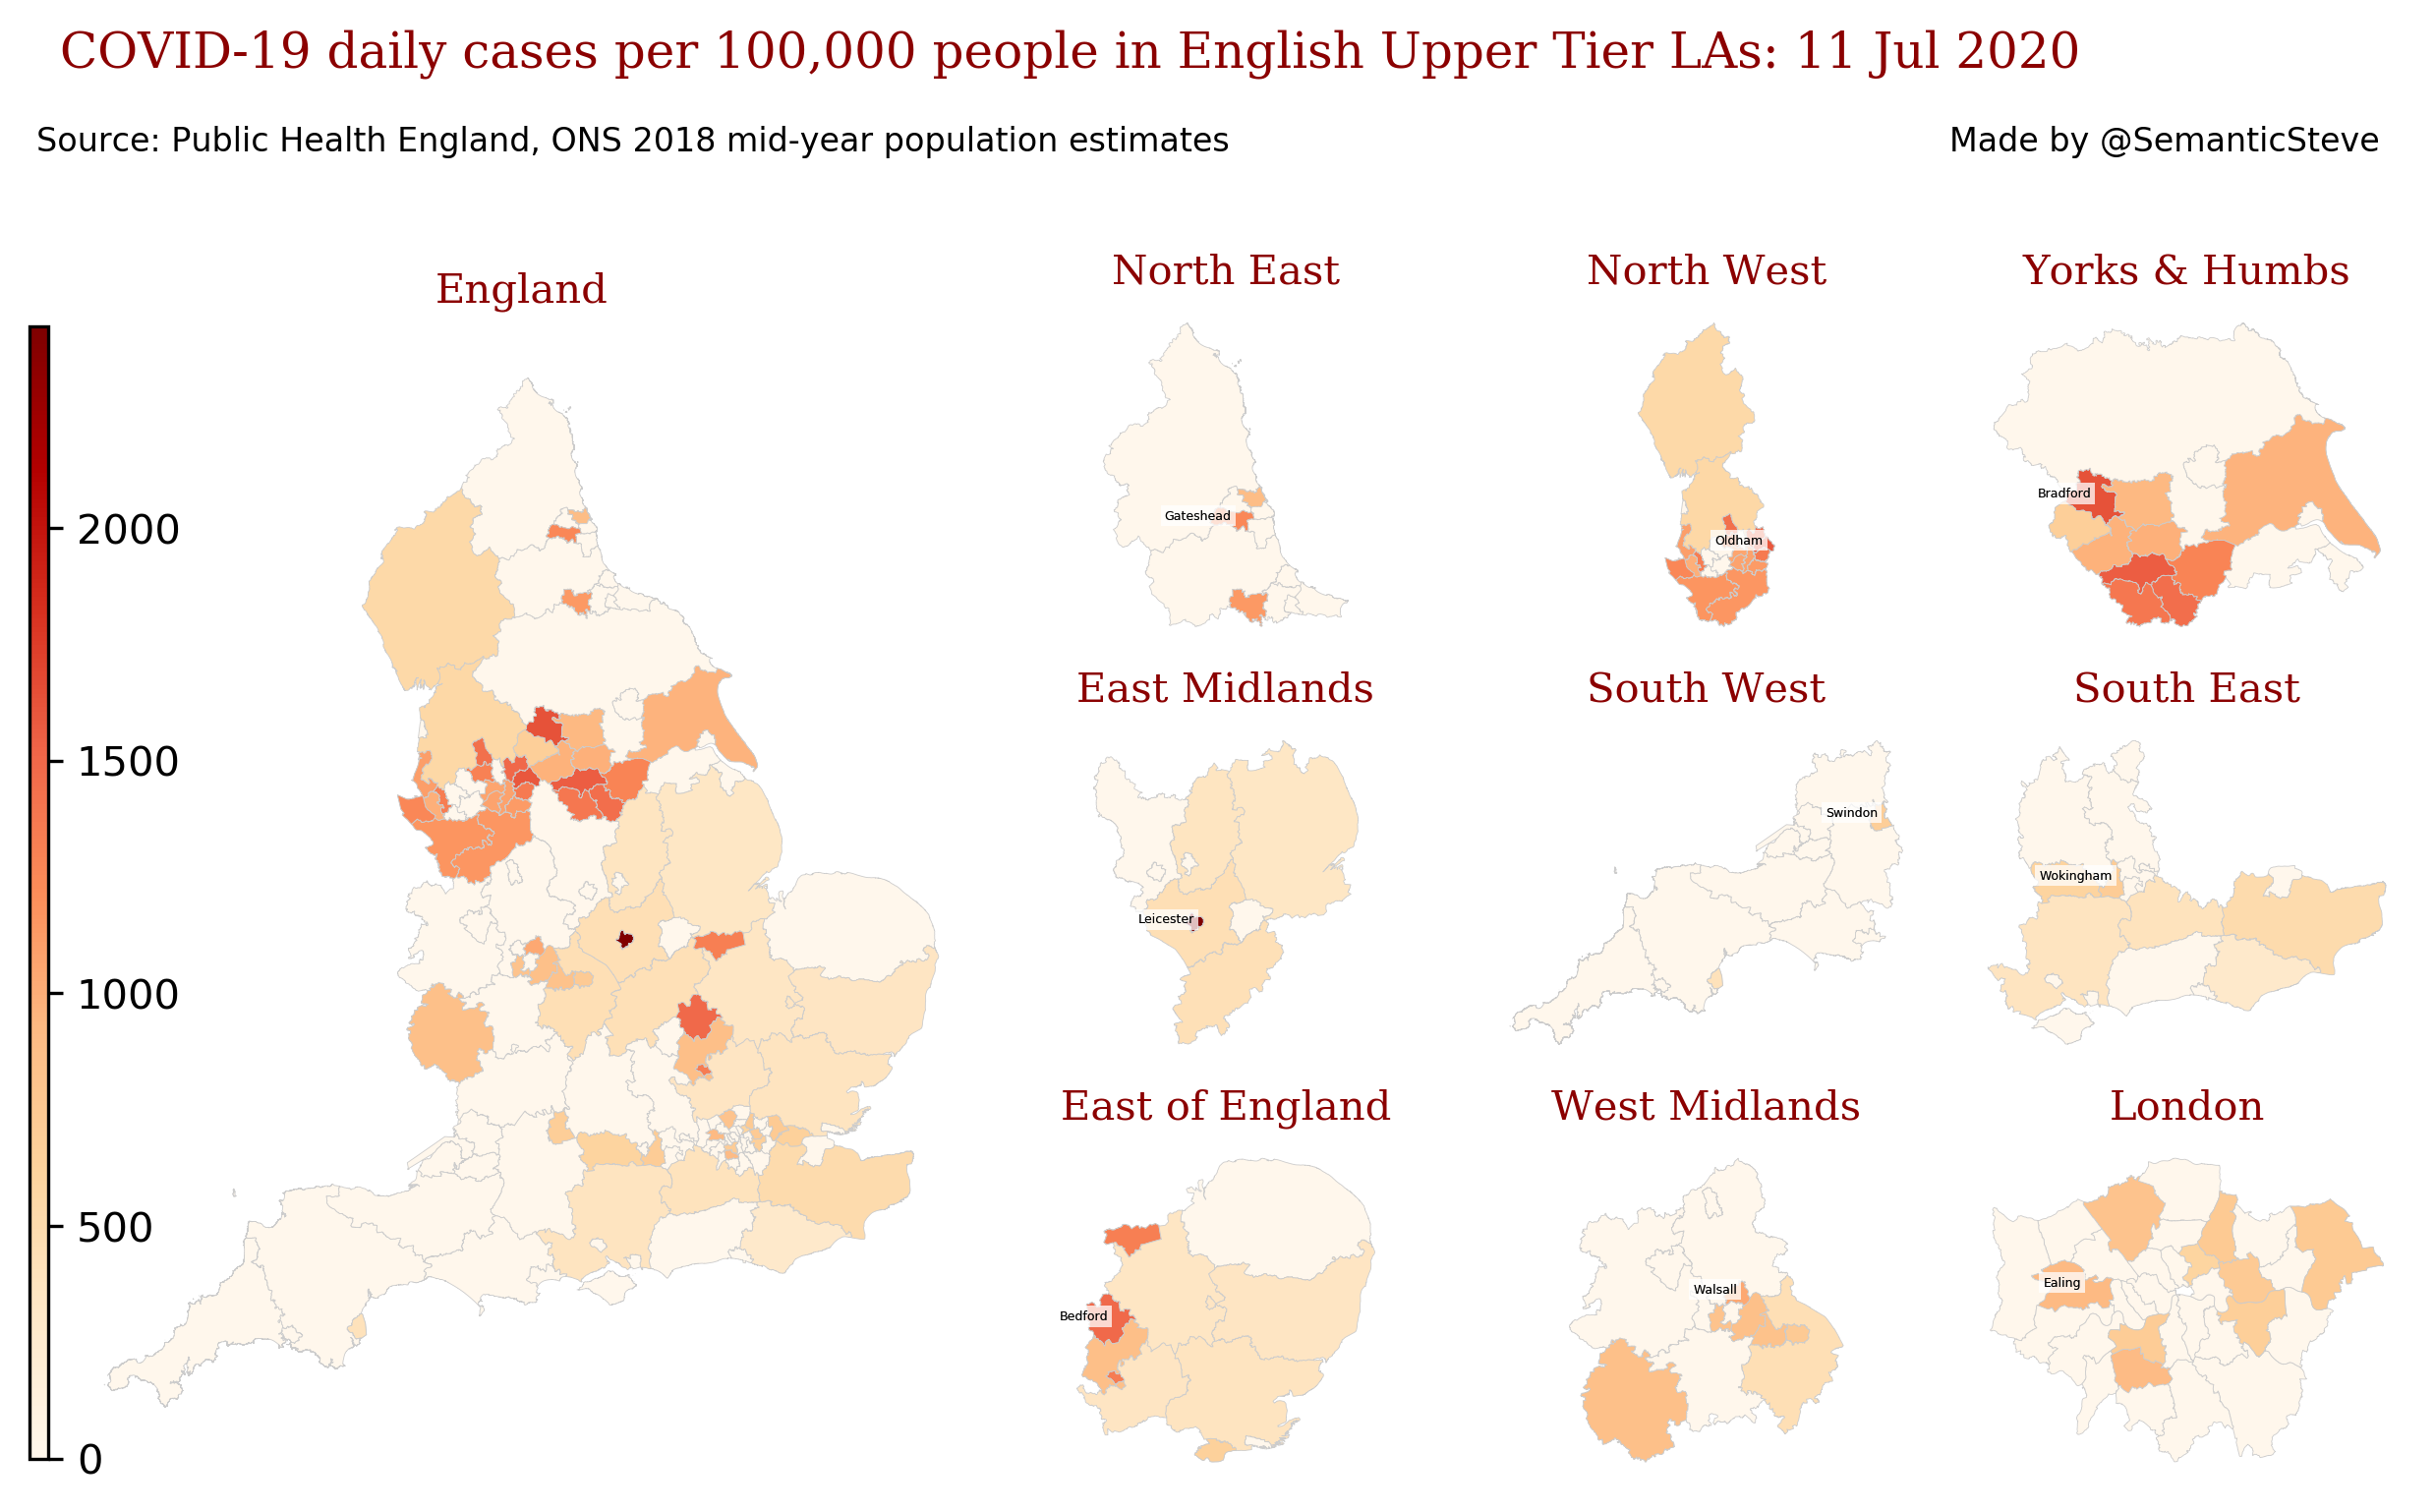 COVID-19 daily cases per 100,000 people in English Upper Tier LAs: 11 Jul 2020
Source: Public Health England, ONS 2018 mid-year population estimates
Made by @SemanticSteve
England
2000
1500
1000
500
0
North East
Gateshead
North West
Oldham
Yorks & Humbs
Bradford
East Midlands
Leicester
South West
Swindon
South East
Wokingham
East of England
Bedford
West Midlands
Walsall
London
Ealing